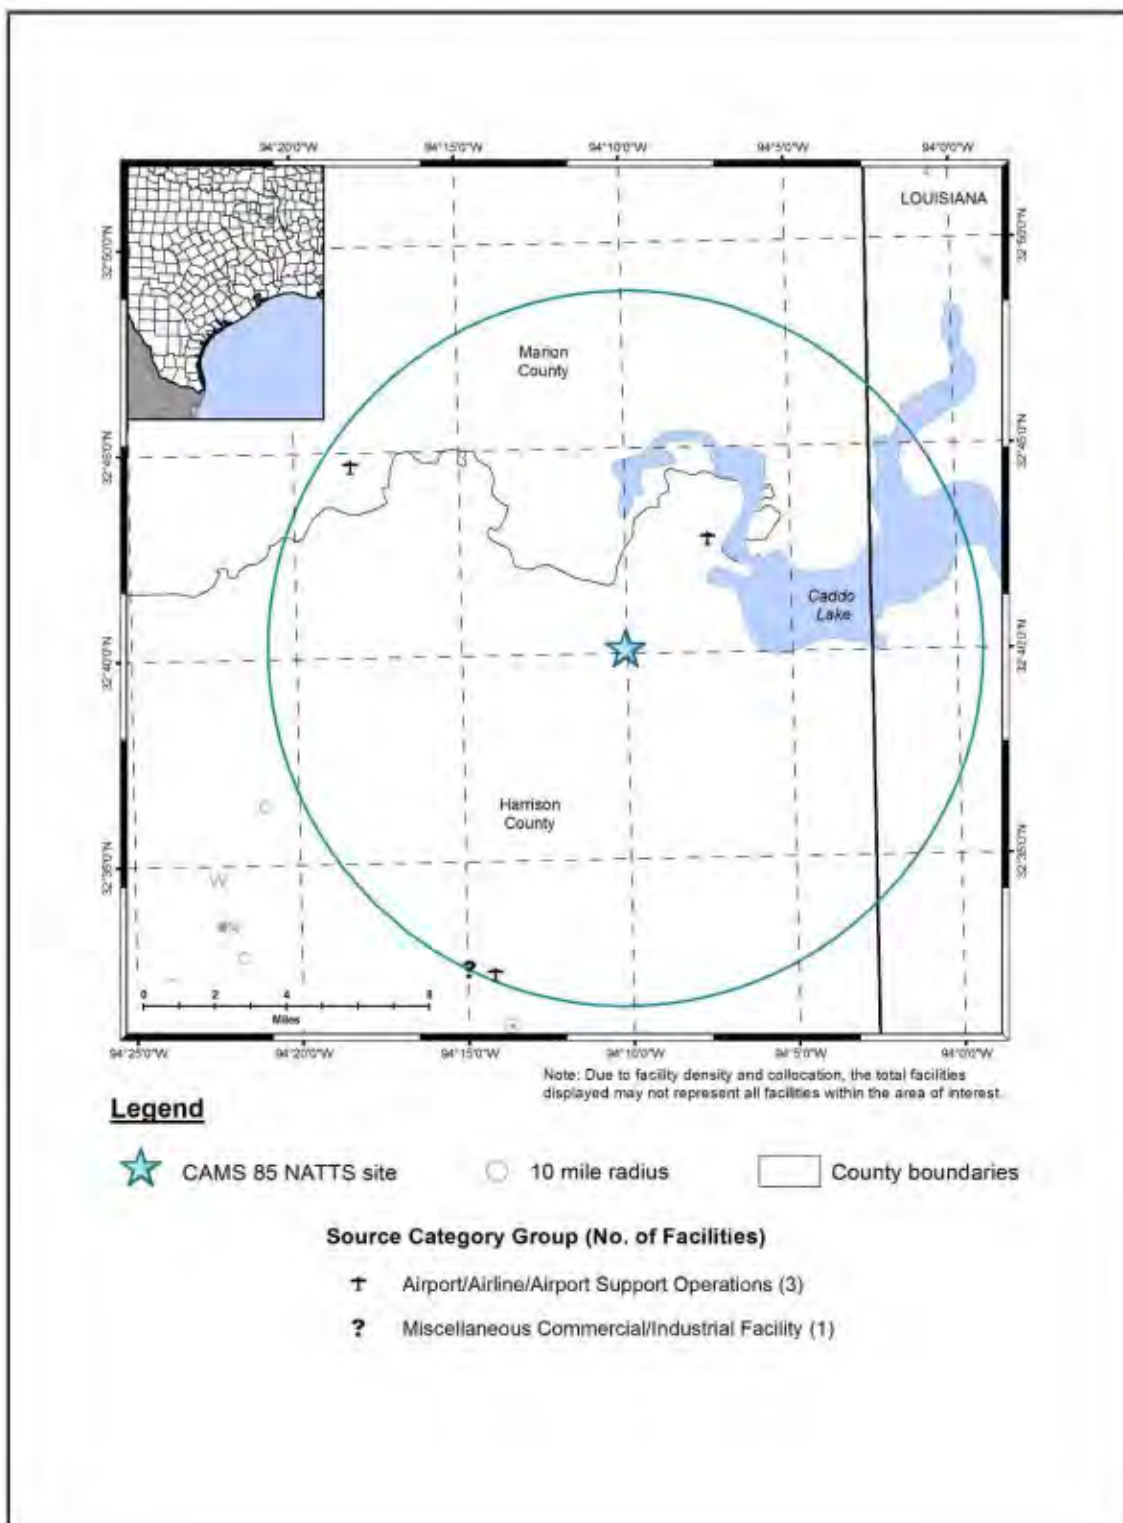 94°20'0"W 94°15'0"W 94°10'0"W 94°5'0"W 94°0'0"W
LOUISIANA
32°50'0"N 32°50'0"N
Marion
County
32°45'0"N 32°45'0"N
Caddo
Lake
32°40'0"N 32°40'0"N
Harrison
County
32°35'0"N 32°35'0"N
W
?
0 2 4 8
Miles
94°25'0"W 94°20'0"W 94°15'0"W 94°10'0"W 94°5'0"W 94°0'0"W
Note: Due to facility density and collocation, the total facilities
displayed may not represent all facilities within the area of interest.
Legend
CAMS 85 NATTS site 10 mile radius County boundaries
Source Category Group (No. of Facilities)
Airport/Airline/Airport Support Operations (3)
? Miscellaneous Commercial/Industrial Facility (1)